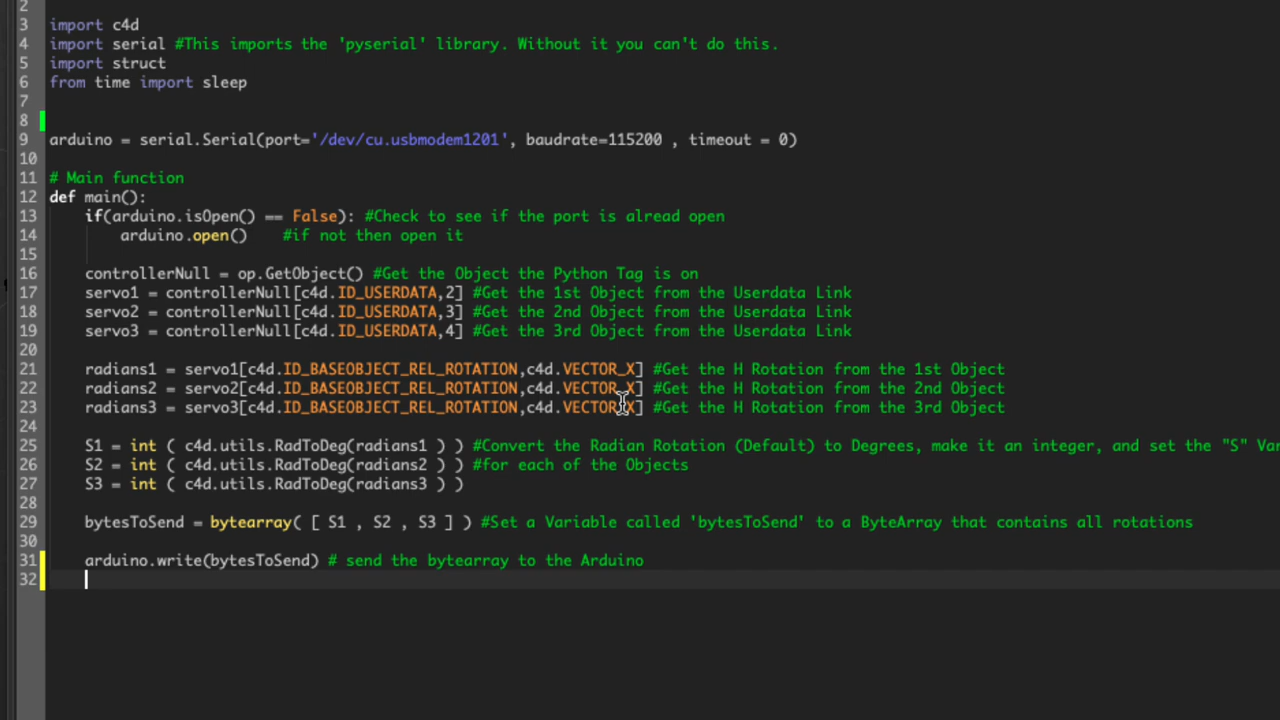 2
3 import c4d
4 import serial #This imports the 'pyserial' library. Without it you can't do this.
5 import struct
6 from time import sleep
7
8
9 arduino = serial.Serial(port='/dev/cu.usbmodem1201', baudrate=115200 , timeout = 0)
10
11 # Main function
12 def main():
13     if(arduino.isOpen() == False): #Check to see if the port is alread open
14         arduino.open()    #if not then open it
15
16     controllerNull = op.GetObject() #Get the Object the Python Tag is on
17     servo1 = controllerNull[c4d.ID_USERDATA,2] #Get the 1st Object from the Userdata Link
18     servo2 = controllerNull[c4d.ID_USERDATA,3] #Get the 2nd Object from the Userdata Link
19     servo3 = controllerNull[c4d.ID_USERDATA,4] #Get the 3rd Object from the Userdata Link
20
21     radians1 = servo1[c4d.ID_BASEOBJECT_REL_ROTATION,c4d.VECTOR_X] #Get the H Rotation from the 1st Object
22     radians2 = servo2[c4d.ID_BASEOBJECT_REL_ROTATION,c4d.VECTOR_X] #Get the H Rotation from the 2nd Object
23     radians3 = servo3[c4d.ID_BASEOBJECT_REL_ROTATION,c4d.VECTOR_X] #Get the H Rotation from the 3rd Object
24
25     S1 = int ( c4d.utils.RadToDeg(radians1 ) ) #Convert the Radian Rotation (Default) to Degrees, make it an integer, and set the "S" Var
26     S2 = int ( c4d.utils.RadToDeg(radians2 ) ) #for each of the Objects
27     S3 = int ( c4d.utils.RadToDeg(radians3 ) )
28
29     bytesToSend = bytearray( [ S1 , S2 , S3 ] ) #Set a Variable called 'bytesToSend' to a ByteArray that contains all rotations
30
31     arduino.write(bytesToSend) # send the bytearray to the Arduino
32